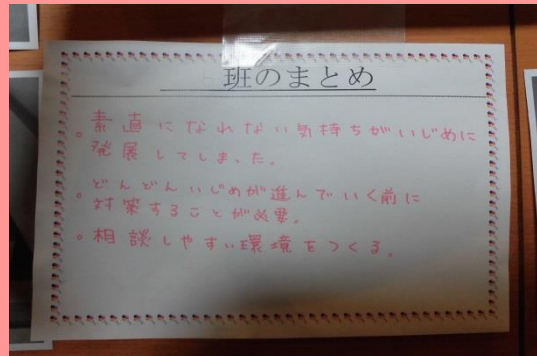 班のまとめ
。素直になれない気持ちがいじめに
発展してしまった。
。どんどんいじめが進んでいく前に
対策することが必要。
。相談しやすい環境をつくる。